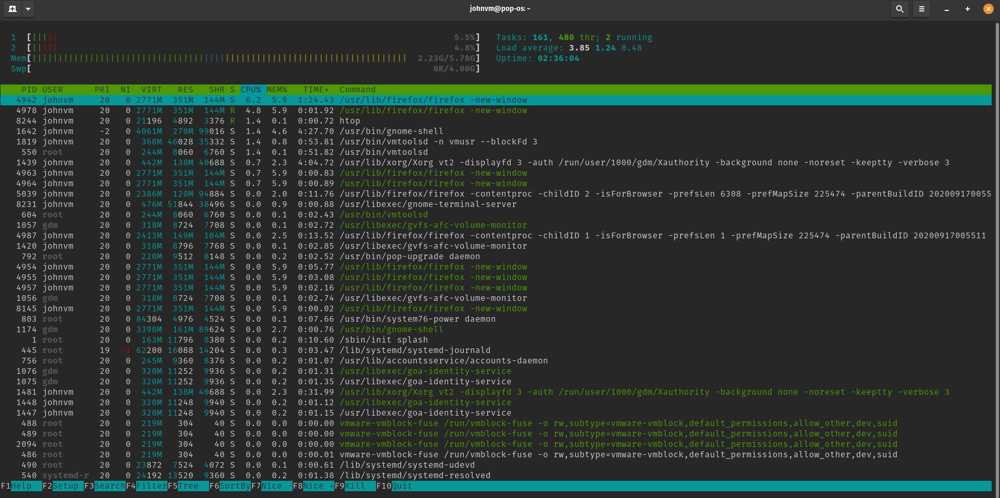 johnvm@pop-os: ~
1 [||||| 5.5%] Tasks: 161, 480 thr; 2 running
2 [||||| 4.8%] Load average: 3.85 1.24 0.48
Mem[|||||||||||||||||||||||||||||||||||||||||||||||||||||||||||||||||||||||| 2.23G/5.78G] Uptime: 02:36:04
Swp[ 0K/4.00G]
PID USER PRI NI VIRT RES SHR S CPU% MEM% TIME+ Command
4942 johnvm 20 0 2771M 351M 144M S 6.2 5.9 1:24.43 /usr/lib/firefox/firefox -new-window
4978 johnvm 20 0 2771M 351M 144M R 4.8 5.9 0:01.92 /usr/lib/firefox/firefox -new-window
8244 johnvm 20 0 21196 4892 3376 R 1.4 0.1 0:00.72 htop
1642 johnvm -2 0 4061M 270M 99016 S 1.4 4.6 4:27.70 /usr/bin/gnome-shell
1819 johnvm 20 0 368M 46028 35332 S 1.4 0.8 0:53.81 /usr/bin/vmtoolsd -n vmusr --blockFd 3
550 root 20 0 244M 8060 6760 S 1.4 0.1 0:51.82 /usr/bin/vmtoolsd
1439 johnvm 20 0 442M 138M 40688 S 0.7 2.3 4:04.72 /usr/lib/xorg/Xorg vt2 -displayfd 3 -auth /run/user/1000/gdm/Xauthority -background none -noreset -keeptty -verbose 3
4963 johnvm 20 0 2771M 351M 144M S 0.7 5.9 0:00.83 /usr/lib/firefox/firefox -new-window
4964 johnvm 20 0 2771M 351M 144M S 0.7 5.9 0:00.89 /usr/lib/firefox/firefox -new-window
5039 johnvm 20 0 2386M 120M 94884 S 0.0 2.0 0:11.76 /usr/lib/firefox/firefox -contentproc -childID 2 -isForBrowser -prefsLen 6308 -prefMapSize 225474 -parentBuildID 202009170055
8231 johnvm 20 0 476M 51844 38496 S 0.0 0.9 0:00.88 /usr/libexec/gnome-terminal-server
604 root 20 0 244M 8060 6760 S 0.0 0.1 0:02.43 /usr/bin/vmtoolsd
1057 gdm 20 0 318M 8724 7708 S 0.0 0.1 0:02.72 /usr/libexec/gvfs-afc-volume-monitor
4987 johnvm 20 0 2413M 149M 104M S 0.0 2.5 0:13.52 /usr/lib/firefox/firefox -contentproc -childID 1 -isForBrowser -prefsLen 1 -prefMapSize 225474 -parentBuildID 20200917005511
1420 johnvm 20 0 318M 8796 7768 S 0.0 0.1 0:02.85 /usr/libexec/gvfs-afc-volume-monitor
792 root 20 0 220M 9512 8148 S 0.0 0.2 0:02.52 /usr/bin/pop-upgrade daemon
4954 johnvm 20 0 2771M 351M 144M S 0.0 5.9 0:05.77 /usr/lib/firefox/firefox -new-window
4955 johnvm 20 0 2771M 351M 144M S 0.0 5.9 0:03.08 /usr/lib/firefox/firefox -new-window
4957 johnvm 20 0 2771M 351M 144M S 0.0 5.9 0:02.16 /usr/lib/firefox/firefox -new-window
1056 gdm 20 0 318M 8724 7708 S 0.0 0.1 0:02.74 /usr/libexec/gvfs-afc-volume-monitor
8145 johnvm 20 0 2771M 351M 144M S 0.0 5.9 0:00.02 /usr/lib/firefox/firefox -new-window
803 root 20 0 84304 4976 4524 S 0.0 0.1 0:07.66 /usr/bin/system76-power daemon
1174 gdm 20 0 3390M 161M 89624 S 0.0 2.7 0:00.76 /usr/bin/gnome-shell
1 root 20 0 163M 11796 8380 S 0.0 0.2 0:10.60 /sbin/init splash
445 root 19 -1 62200 16088 14204 S 0.0 0.3 0:03.47 /lib/systemd/systemd-journald
756 root 20 0 245M 9360 8376 S 0.0 0.2 0:01.07 /usr/lib/accountsservice/accounts-daemon
1076 gdm 20 0 320M 11252 9936 S 0.0 0.2 0:01.31 /usr/libexec/goa-identity-service
1075 gdm 20 0 320M 11252 9936 S 0.0 0.2 0:01.35 /usr/libexec/goa-identity-service
1481 johnvm 20 0 442M 138M 40688 S 0.0 2.3 0:31.99 /usr/lib/xorg/Xorg vt2 -displayfd 3 -auth /run/user/1000/gdm/Xauthority -background none -noreset -keeptty -verbose 3
1448 johnvm 20 0 320M 11248 9940 S 0.0 0.2 0:01.12 /usr/libexec/goa-identity-service
1447 johnvm 20 0 320M 11248 9940 S 0.0 0.2 0:01.15 /usr/libexec/goa-identity-service
488 root 20 0 219M 304 40 S 0.0 0.0 0:00.00 vmware-vmblock-fuse /run/vmblock-fuse -o rw,subtype=vmware-vmblock,default_permissions,allow_other,dev,suid
489 root 20 0 219M 304 40 S 0.0 0.0 0:00.00 vmware-vmblock-fuse /run/vmblock-fuse -o rw,subtype=vmware-vmblock,default_permissions,allow_other,dev,suid
2094 root 20 0 219M 304 40 S 0.0 0.0 0:00.00 vmware-vmblock-fuse /run/vmblock-fuse -o rw,subtype=vmware-vmblock,default_permissions,allow_other,dev,suid
486 root 20 0 219M 304 40 S 0.0 0.0 0:00.01 vmware-vmblock-fuse /run/vmblock-fuse -o rw,subtype=vmware-vmblock,default_permissions,allow_other,dev,suid
490 root 20 0 23872 7524 4072 S 0.0 0.1 0:00.61 /lib/systemd/systemd-udevd
540 systemd-r 20 0 24192 13520 9360 S 0.0 0.2 0:01.38 /lib/systemd/systemd-resolved
F1Help F2Setup F3SearchF4FilterF5Tree F6SortByF7Nice -F8Nice +F9Kill F10Quit